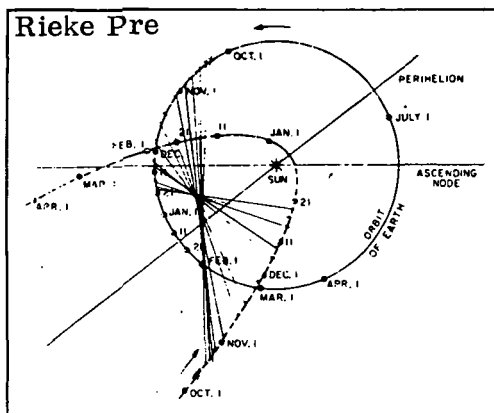 Rieke Pre
OCT. 1
NOV. 1
PERIHELION
JULY 1
21
11
JAN. 1
FEB. 1
DEC.
SUN
ASCENDING
NODE
MAR. 1
APR. 1
21
JAN.
11
21
11
ORBIT
OF EARTH
FEB. 1
DEC. 1
MAR. 1
APR. 1
NOV. 1
OCT. 1